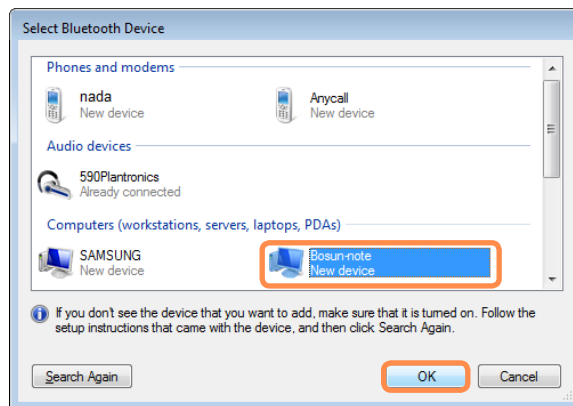 Select Bluetooth Device
Phones and modems
nada
New device
Anycall
New device
Audio devices
590Plantronics
Already connected
Computers (workstations, servers, laptops, PDAs)
SAMSUNG
New device
Bosun-note
New device
If you don't see the device that you want to add, make sure that it is turned on. Follow the
setup instructions that came with the device, and then click Search Again.
Search Again
OK
Cancel